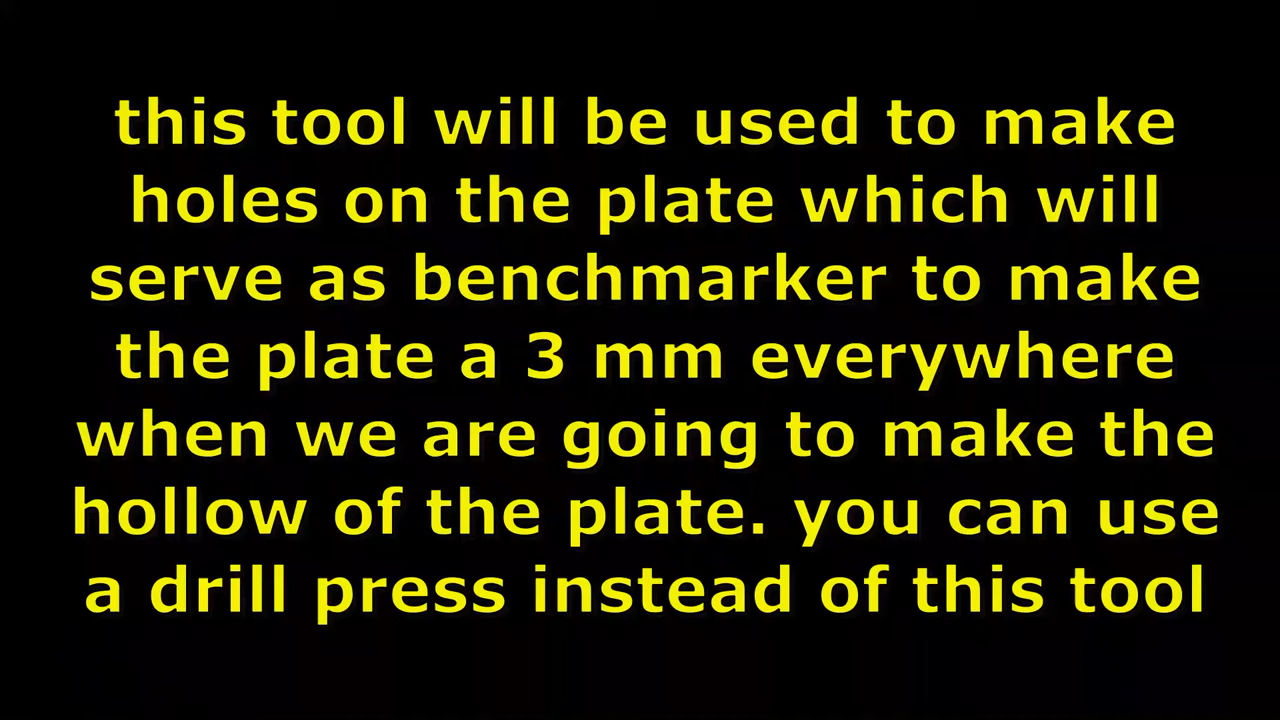 this tool will be used to make
holes on the plate which will
serve as benchmarker to make
the plate a 3 mm everywhere
when we are going to make the
hollow of the plate. you can use
a drill press instead of this tool